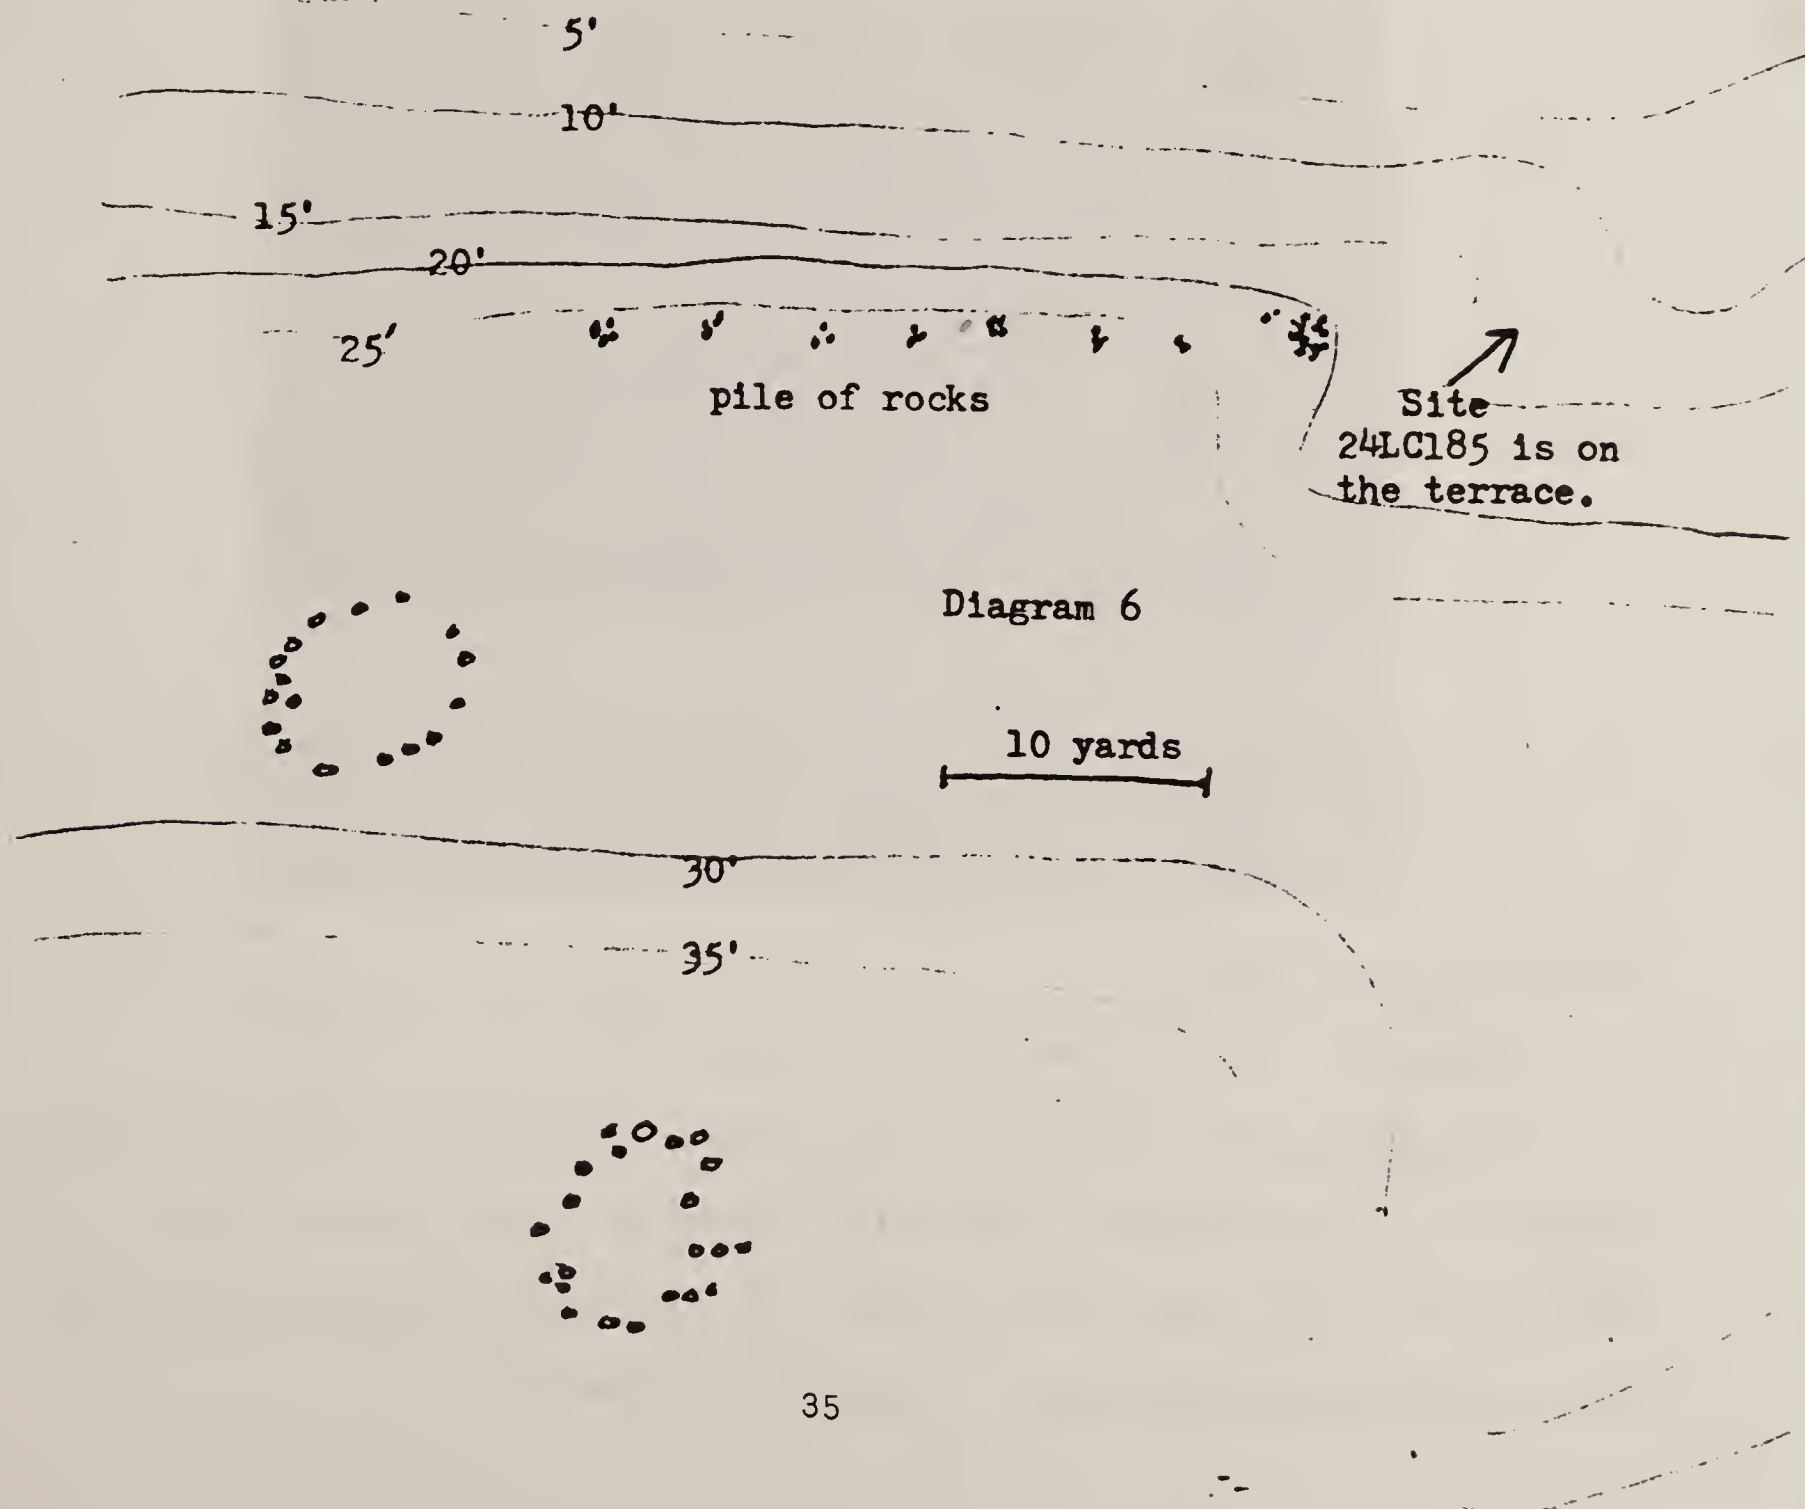 5'
10'
15'
20'
25'
pile of rocks
Site
24LC185 is on
the terrace.
Diagram 6
10 yards
30'
35'
35